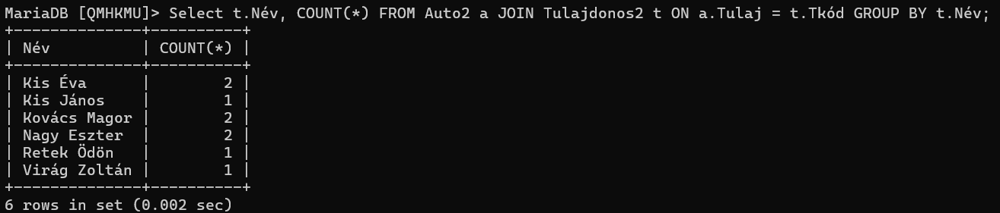 MariaDB [QMHKMU]> Select t.Név, COUNT(*) FROM Auto2 a JOIN Tulajdonos2 t ON a.Tulaj = t.Tkód GROUP BY t.Név;
+--------------+----------+
| Név          | COUNT(*) |
+--------------+----------+
| Kis Éva      |        2 |
| Kis János    |        1 |
| Kovács Magor |        2 |
| Nagy Eszter  |        2 |
| Retek Ödön   |        1 |
| Virág Zoltán |        1 |
+--------------+----------+
6 rows in set (0.002 sec)